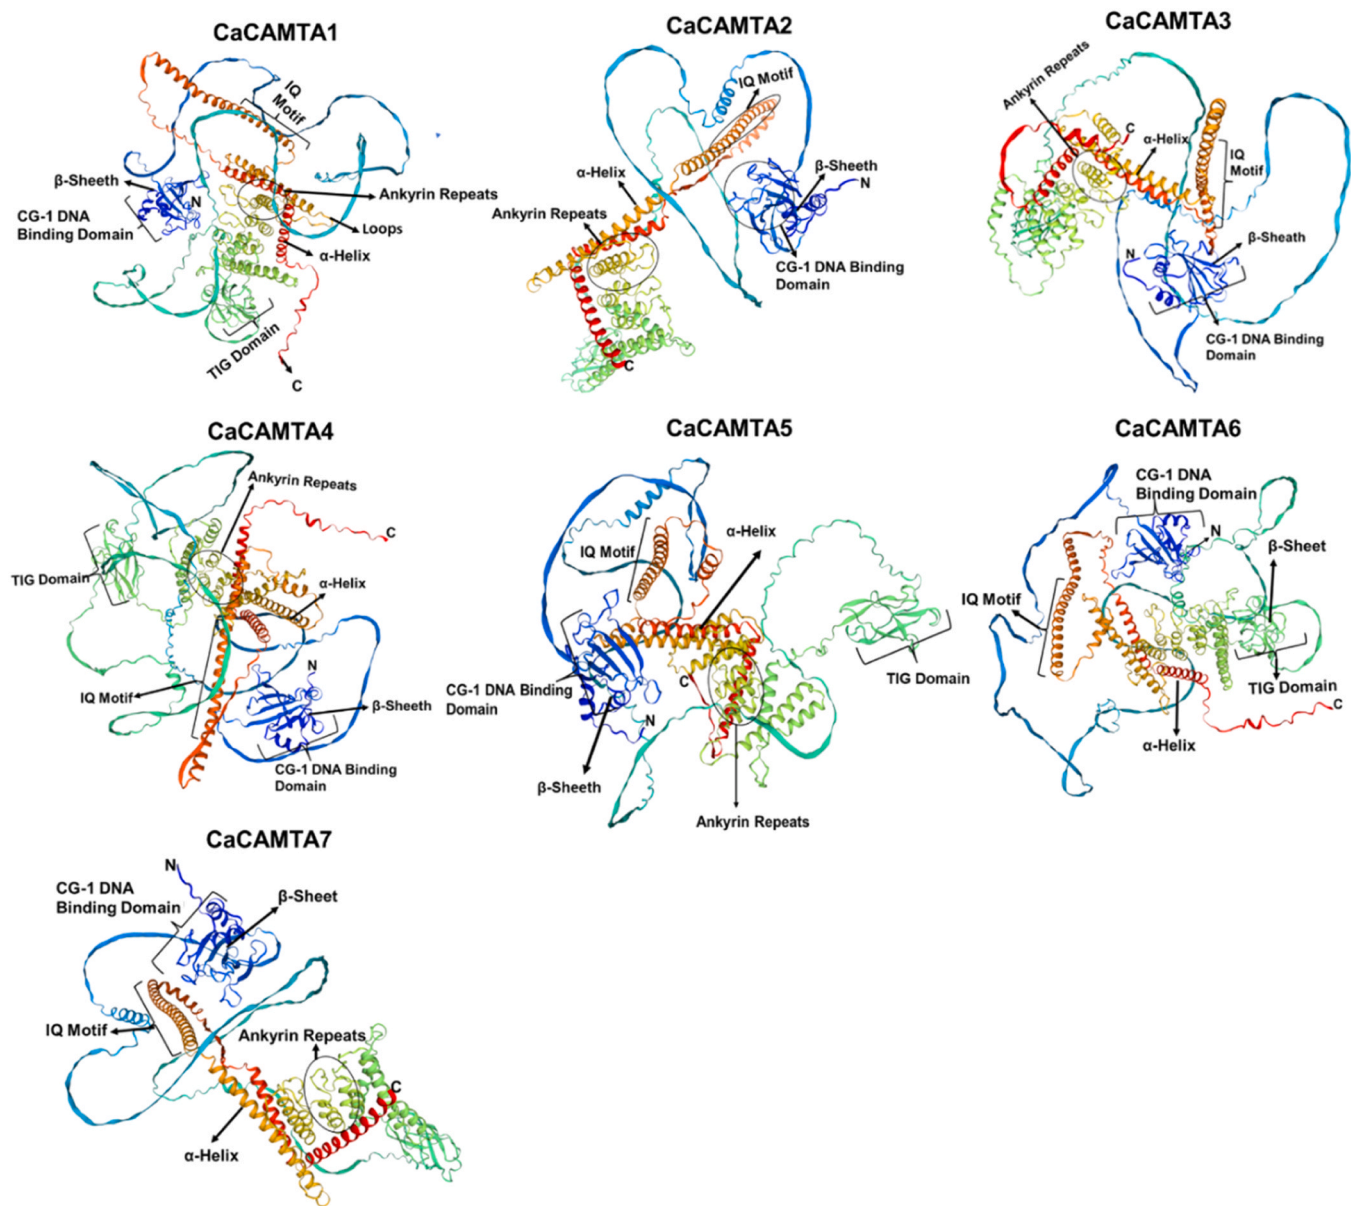 CaCAMTA1
IQ
Motif
β-Sheeth
N
CG-1 DNA
Binding Domain
Ankyrin Repeats
Loops
α-Helix
TIG Domain
C
CaCAMTA2
IQ Motif
α-Helix
β-Sheeth
N
Ankyrin Repeats
CG-1 DNA Binding
Domain
C
CaCAMTA3
Ankyrin Repeats
C
α-Helix
IQ
Motif
N
β-Sheath
CG-1 DNA Binding
Domain
CaCAMTA4
Ankyrin Repeats
C
TIG Domain
α-Helix
N
IQ Motif
β-Sheeth
CG-1 DNA Binding
Domain
CaCAMTA5
IQ Motif
α-Helix
CG-1 DNA Binding
Domain
C
TIG Domain
N
β-Sheeth
Ankyrin Repeats
CaCAMTA6
CG-1 DNA
Binding Domain
N
β-Sheet
IQ Motif
TIG Domain
C
α-Helix
CaCAMTA7
N
CG-1 DNA
Binding Domain
β-Sheet
IQ Motif
Ankyrin Repeats
C
α-Helix